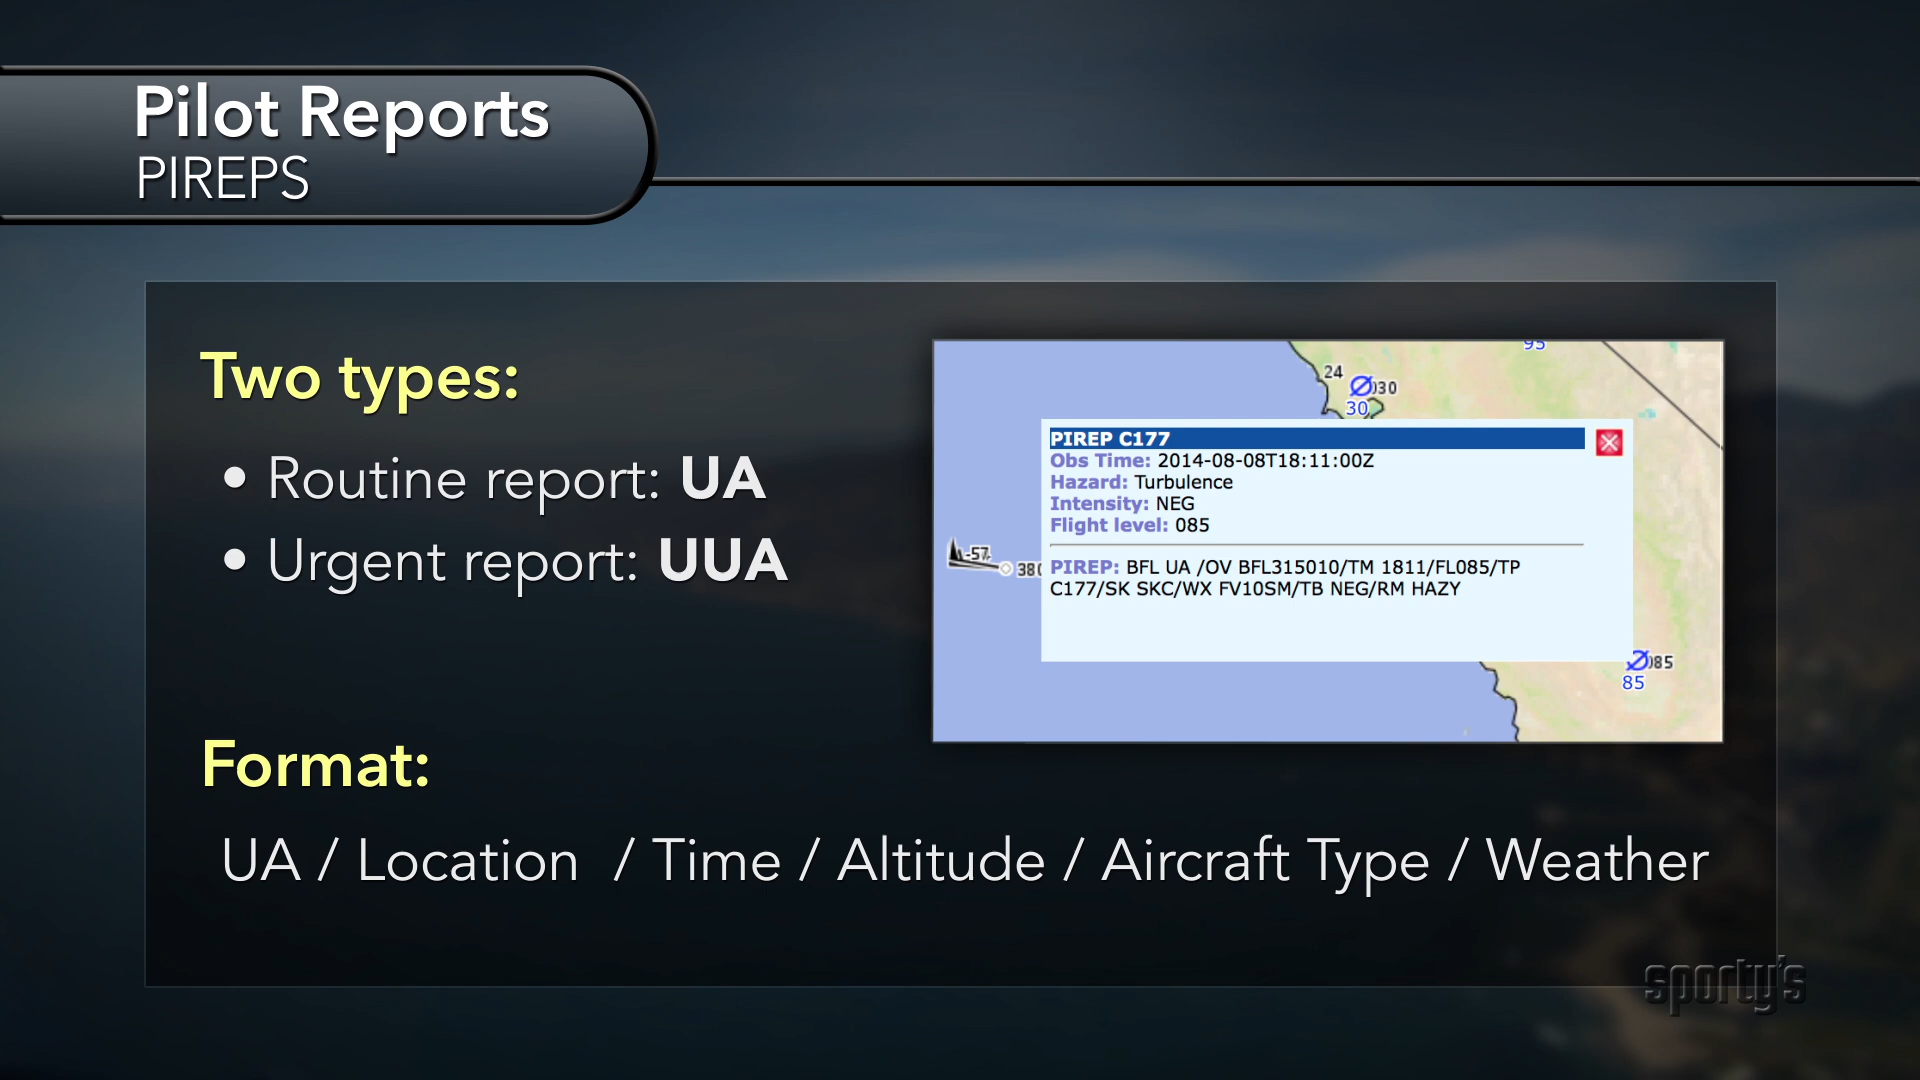 Pilot Reports
PIREPS
Two types:
• Routine report: UA
• Urgent report: UUA
95
24
030
30
PIREP C177
Obs Time: 2014-08-08T18:11:00Z
Hazard: Turbulence
Intensity: NEG
Flight level: 085
-57
380
PIREP: BFL UA /OV BFL315010/TM 1811/FL085/TP
C177/SK SKC/WX FV10SM/TB NEG/RM HAZY
085
85
Format:
UA / Location / Time / Altitude / Aircraft Type / Weather
sporty's